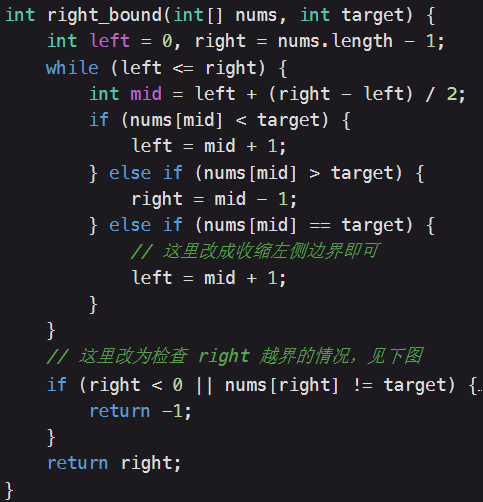 int right_bound(int[] nums, int target) {
    int left = 0, right = nums.length - 1;
    while (left <= right) {
        int mid = left + (right - left) / 2;
        if (nums[mid] < target) {
            left = mid + 1;
        } else if (nums[mid] > target) {
            right = mid - 1;
        } else if (nums[mid] == target) {
            // 这里改成收缩左侧边界即可
            left = mid + 1;
        }
    }
    // 这里改为检查 right 越界的情况，见下图
    if (right < 0 || nums[right] != target) {
        return -1;
    }
    return right;
}